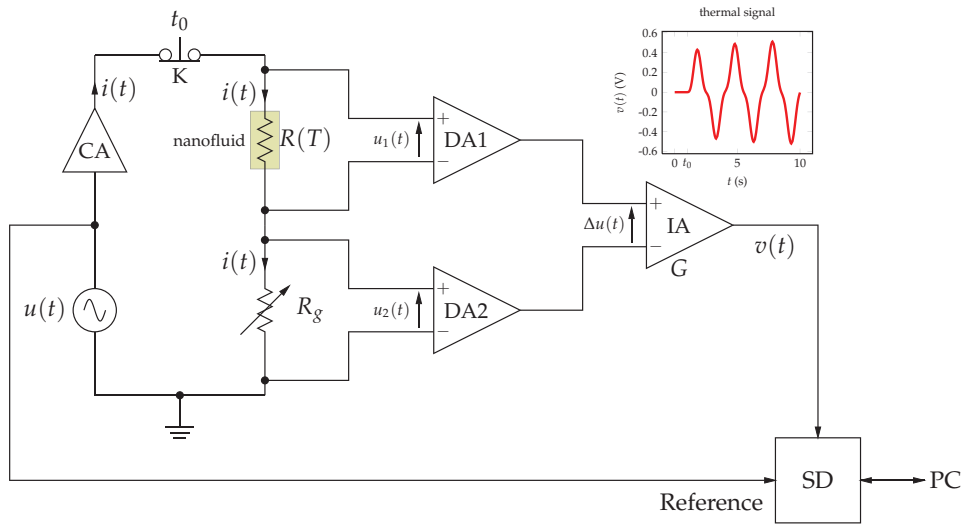 t₀
K
i(t)
CA
u(t)
i(t)
nanofluid
R(T)
i(t)
R_g
u₁(t)
+
−
DA1
u₂(t)
+
−
DA2
Δu(t)
+
−
IA
G
v(t)
thermal signal
v(t) (V)
0.6
0.4
0.2
0
-0.2
-0.4
-0.6
0 t₀ 5 10
t (s)
SD
PC
Reference